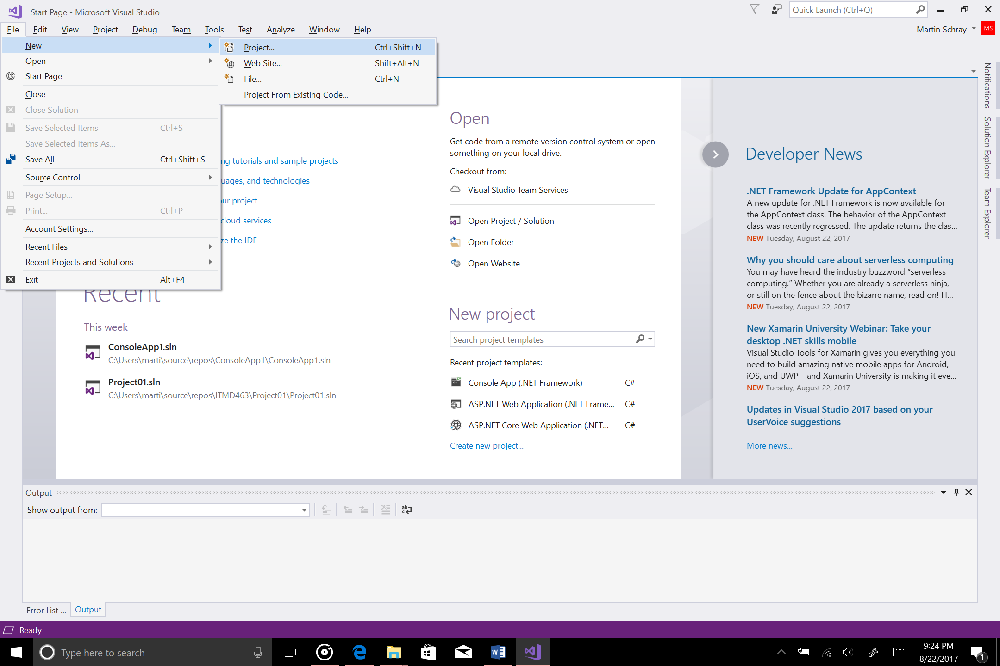 Start Page - Microsoft Visual Studio
Quick Launch (Ctrl+Q)
File Edit View Project Debug Team Tools Test Analyze Window Help
Martin Schray MS
New
Open
Start Page
Close
Close Solution
Save Selected Items Ctrl+S
Save Selected Items As...
Save All Ctrl+Shift+S
Source Control
Page Setup...
Print... Ctrl+P
Account Settings...
Recent Files
Recent Projects and Solutions
Exit Alt+F4
Project... Ctrl+Shift+N
Web Site... Shift+Alt+N
File... Ctrl+N
Project From Existing Code...
ng tutorials and sample projects
uages, and technologies
ur project
cloud services
ze the IDE
Recent
This week
ConsoleApp1.sln
C:\Users\marti\source\repos\ConsoleApp1\ConsoleApp1.sln
Project01.sln
C:\Users\marti\source\repos\ITMD463\Project01\Project01.sln
Open
Get code from a remote version control system or open
something on your local drive.
Checkout from:
Visual Studio Team Services
Open Project / Solution
Open Folder
Open Website
New project
Search project templates
Recent project templates:
Console App (.NET Framework) C#
ASP.NET Web Application (.NET Frame... C#
ASP.NET Core Web Application (.NET... C#
Create new project...
Developer News
.NET Framework Update for AppContext
A new update for .NET Framework is now available for
the AppContext class. The behavior of the AppContext
class was recently regressed. The update returns the clas...
NEW Tuesday, August 22, 2017
Why you should care about serverless computing
You may have heard the industry buzzword “serverless
computing.” Whether you are already a serverless ninja,
or still on the fence about the bizarre name, read on! H...
NEW Tuesday, August 22, 2017
New Xamarin University Webinar: Take your
desktop .NET skills mobile
Visual Studio Tools for Xamarin gives you everything you
need to build amazing native mobile apps for Android,
iOS, and UWP – and Xamarin University is making it eve...
NEW Tuesday, August 22, 2017
Updates in Visual Studio 2017 based on your
UserVoice suggestions
More news...
Notifications
Solution Explorer
Team Explorer
Output
Show output from:
Error List ... Output
Ready
Type here to search
9:24 PM
8/22/2017
1